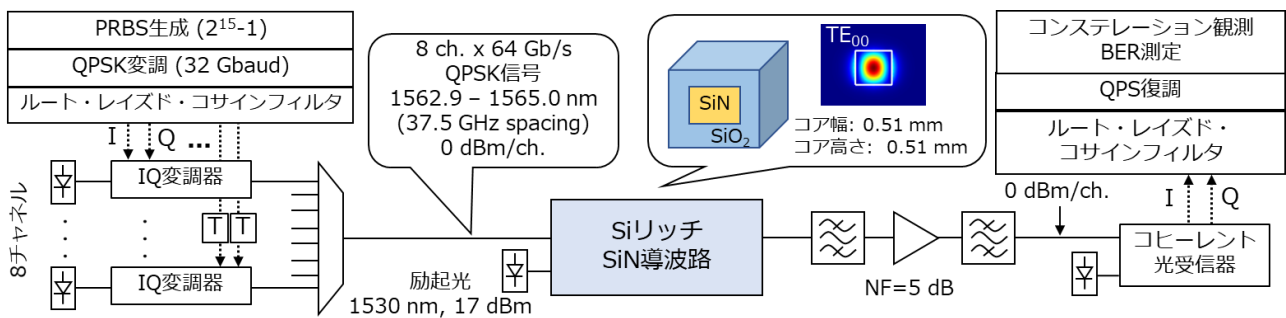 PRBS生成 (2¹⁵-1)
QPSK変調 (32 Gbaud)
ルート・レイズド・コサインフィルタ
I
Q
...
IQ変調器
T
T
IQ変調器
8チャネル
8 ch. x 64 Gb/s
QPSK信号
1562.9 – 1565.0 nm
(37.5 GHz spacing)
0 dBm/ch.
励起光
1530 nm, 17 dBm
Siリッチ
SiN導波路
SiN
SiO₂
TE₀₀
コア幅: 0.51 mm
コア高さ: 0.51 mm
NF=5 dB
0 dBm/ch.
コンステレーション観測
BER測定
QPS復調
ルート・レイズド・
コサインフィルタ
I
Q
コヒーレント
光受信器